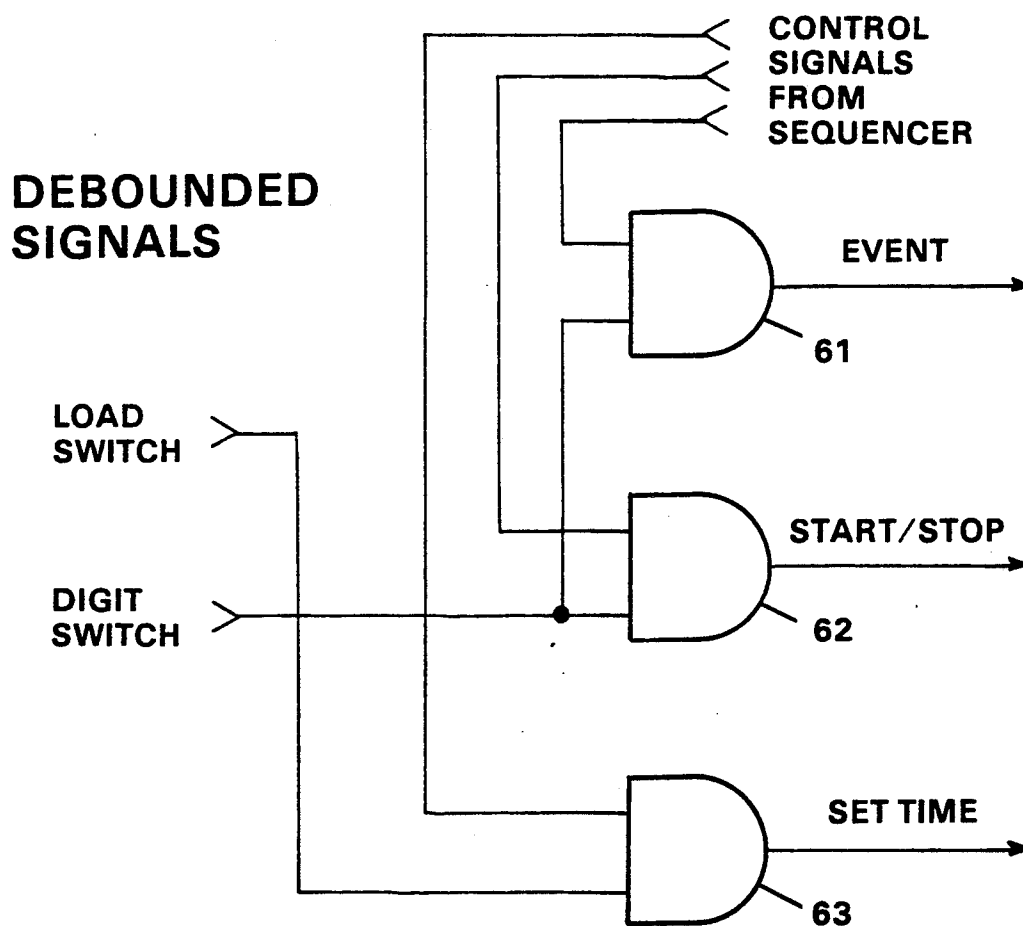 CONTROL
SIGNALS
FROM
SEQUENCER
DEBOUNDED
SIGNALS
EVENT
61
LOAD
SWITCH
START/STOP
62
DIGIT
SWITCH
SET TIME
63